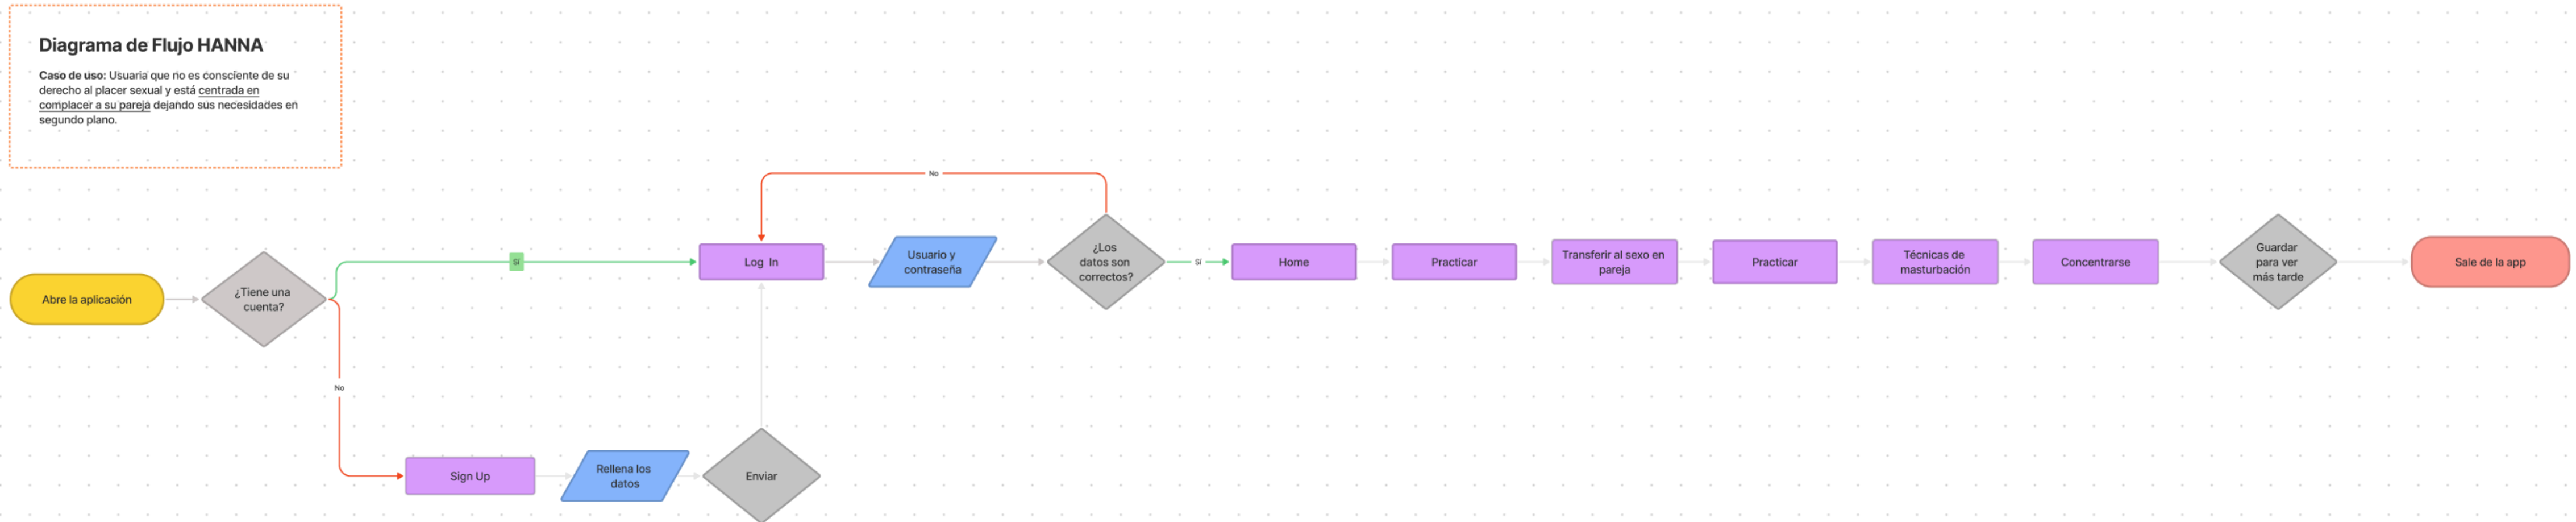 Diagrama de Flujo HANNA
Caso de uso: Usuaria que no es consciente de su
derecho al placer sexual y está centrada en
complacer a su pareja dejando sus necesidades en
segundo plano.
No
Abre la aplicación
¿Tiene una
cuenta?
Sí
Log In
Usuario y
contraseña
¿Los
datos son
correctos?
Sí
Home
Practicar
Transferir al sexo en
pareja
Practicar
Técnicas de
masturbación
Concentrarse
Guardar
para ver
más tarde
Sale de la app
No
Sign Up
Rellena los
datos
Enviar